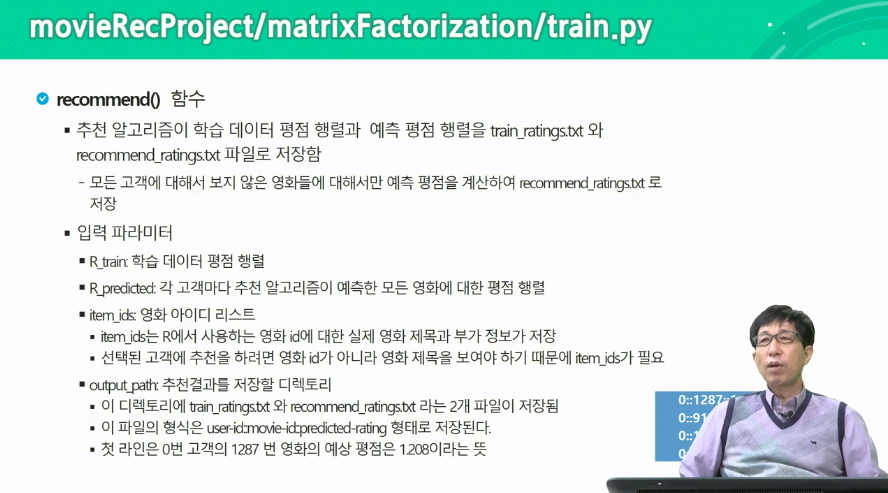 movieRecProject/matrixFactorization/train.py
recommend() 함수
▪ 추천 알고리즘이 학습 데이터 평점 행렬과 예측 평점 행렬을 train_ratings.txt 와
recommend_ratings.txt 파일로 저장함
- 모든 고객에 대해서 보지 않은 영화들에 대해서만 예측 평점을 계산하여 recommend_ratings.txt 로
저장
▪ 입력 파라미터
▪ R_train: 학습 데이터 평점 행렬
▪ R_predicted: 각 고객마다 추천 알고리즘이 예측한 모든 영화에 대한 평점 행렬
▪ item_ids: 영화 아이디 리스트
▪ item_ids는 R에서 사용하는 영화 id에 대한 실제 영화 제목과 부가 정보가 저장
▪ 선택된 고객에 추천을 하려면 영화 id가 아니라 영화 제목을 보여야 하기 때문에 item_ids가 필요
▪ output_path: 추천결과를 저장할 디렉토리
▪ 이 디렉토리에 train_ratings.txt 와 recommend_ratings.txt 라는 2개 파일이 저장됨
▪ 이 파일의 형식은 user-id::movie-id::predicted-rating 형태로 저장된다.
▪ 첫 라인은 0번 고객의 1287 번 영화의 예상 평점은 1.208이라는 뜻
0::1287::
0::91
0::